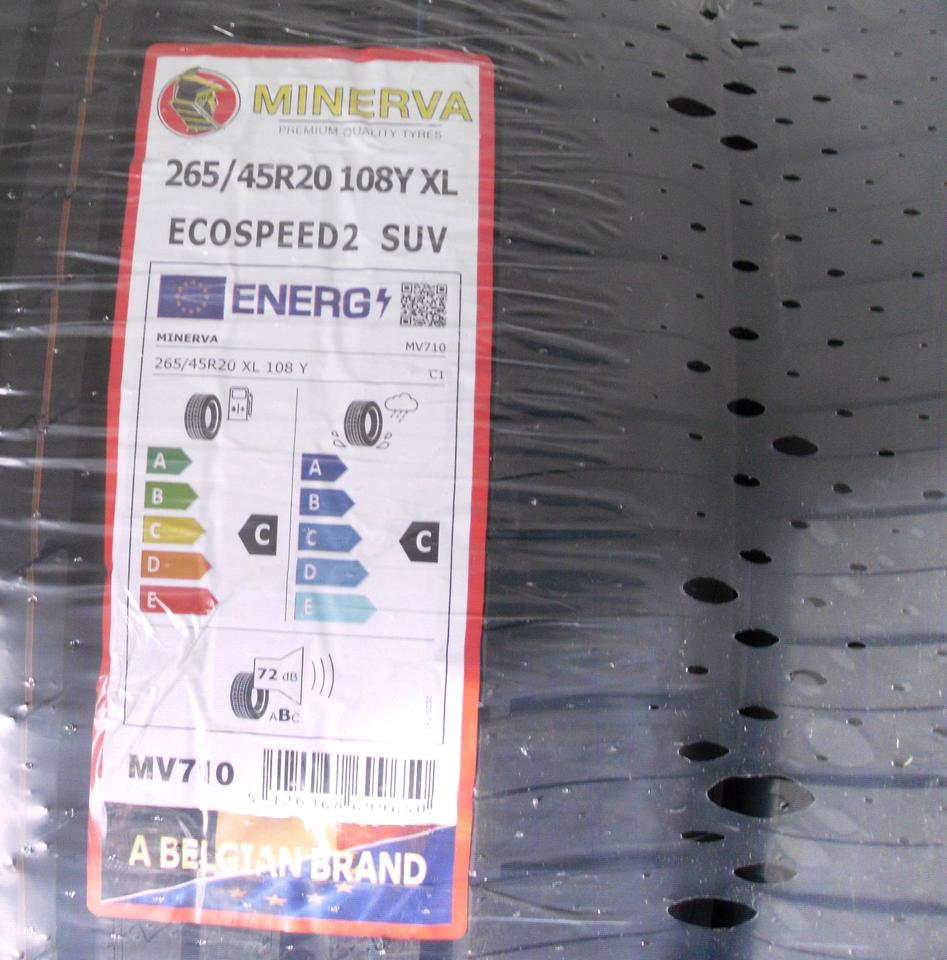 MINERVA
PREMIUM QUALITY TYRES
265/45R20 108Y XL
ECOSPEED2 SUV
ENERG
MINERVA MV710
265/45R20 XL 108 Y C1
A A
B B
C C C C
D D
E E
72 dB
ABC
MV710
A BELGIAN BRAND